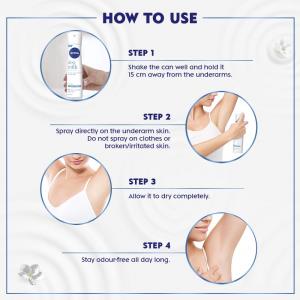 HOW TO USE
NIVEA
STEP 1
Shake the can well and hold it
15 cm away from the underarms.
STEP 2
Spray directly on the underarm skin.
Do not spray on clothes or
broken/irritated skin.
STEP 3
Allow it to dry completely.
STEP 4
Stay odour-free all day long.